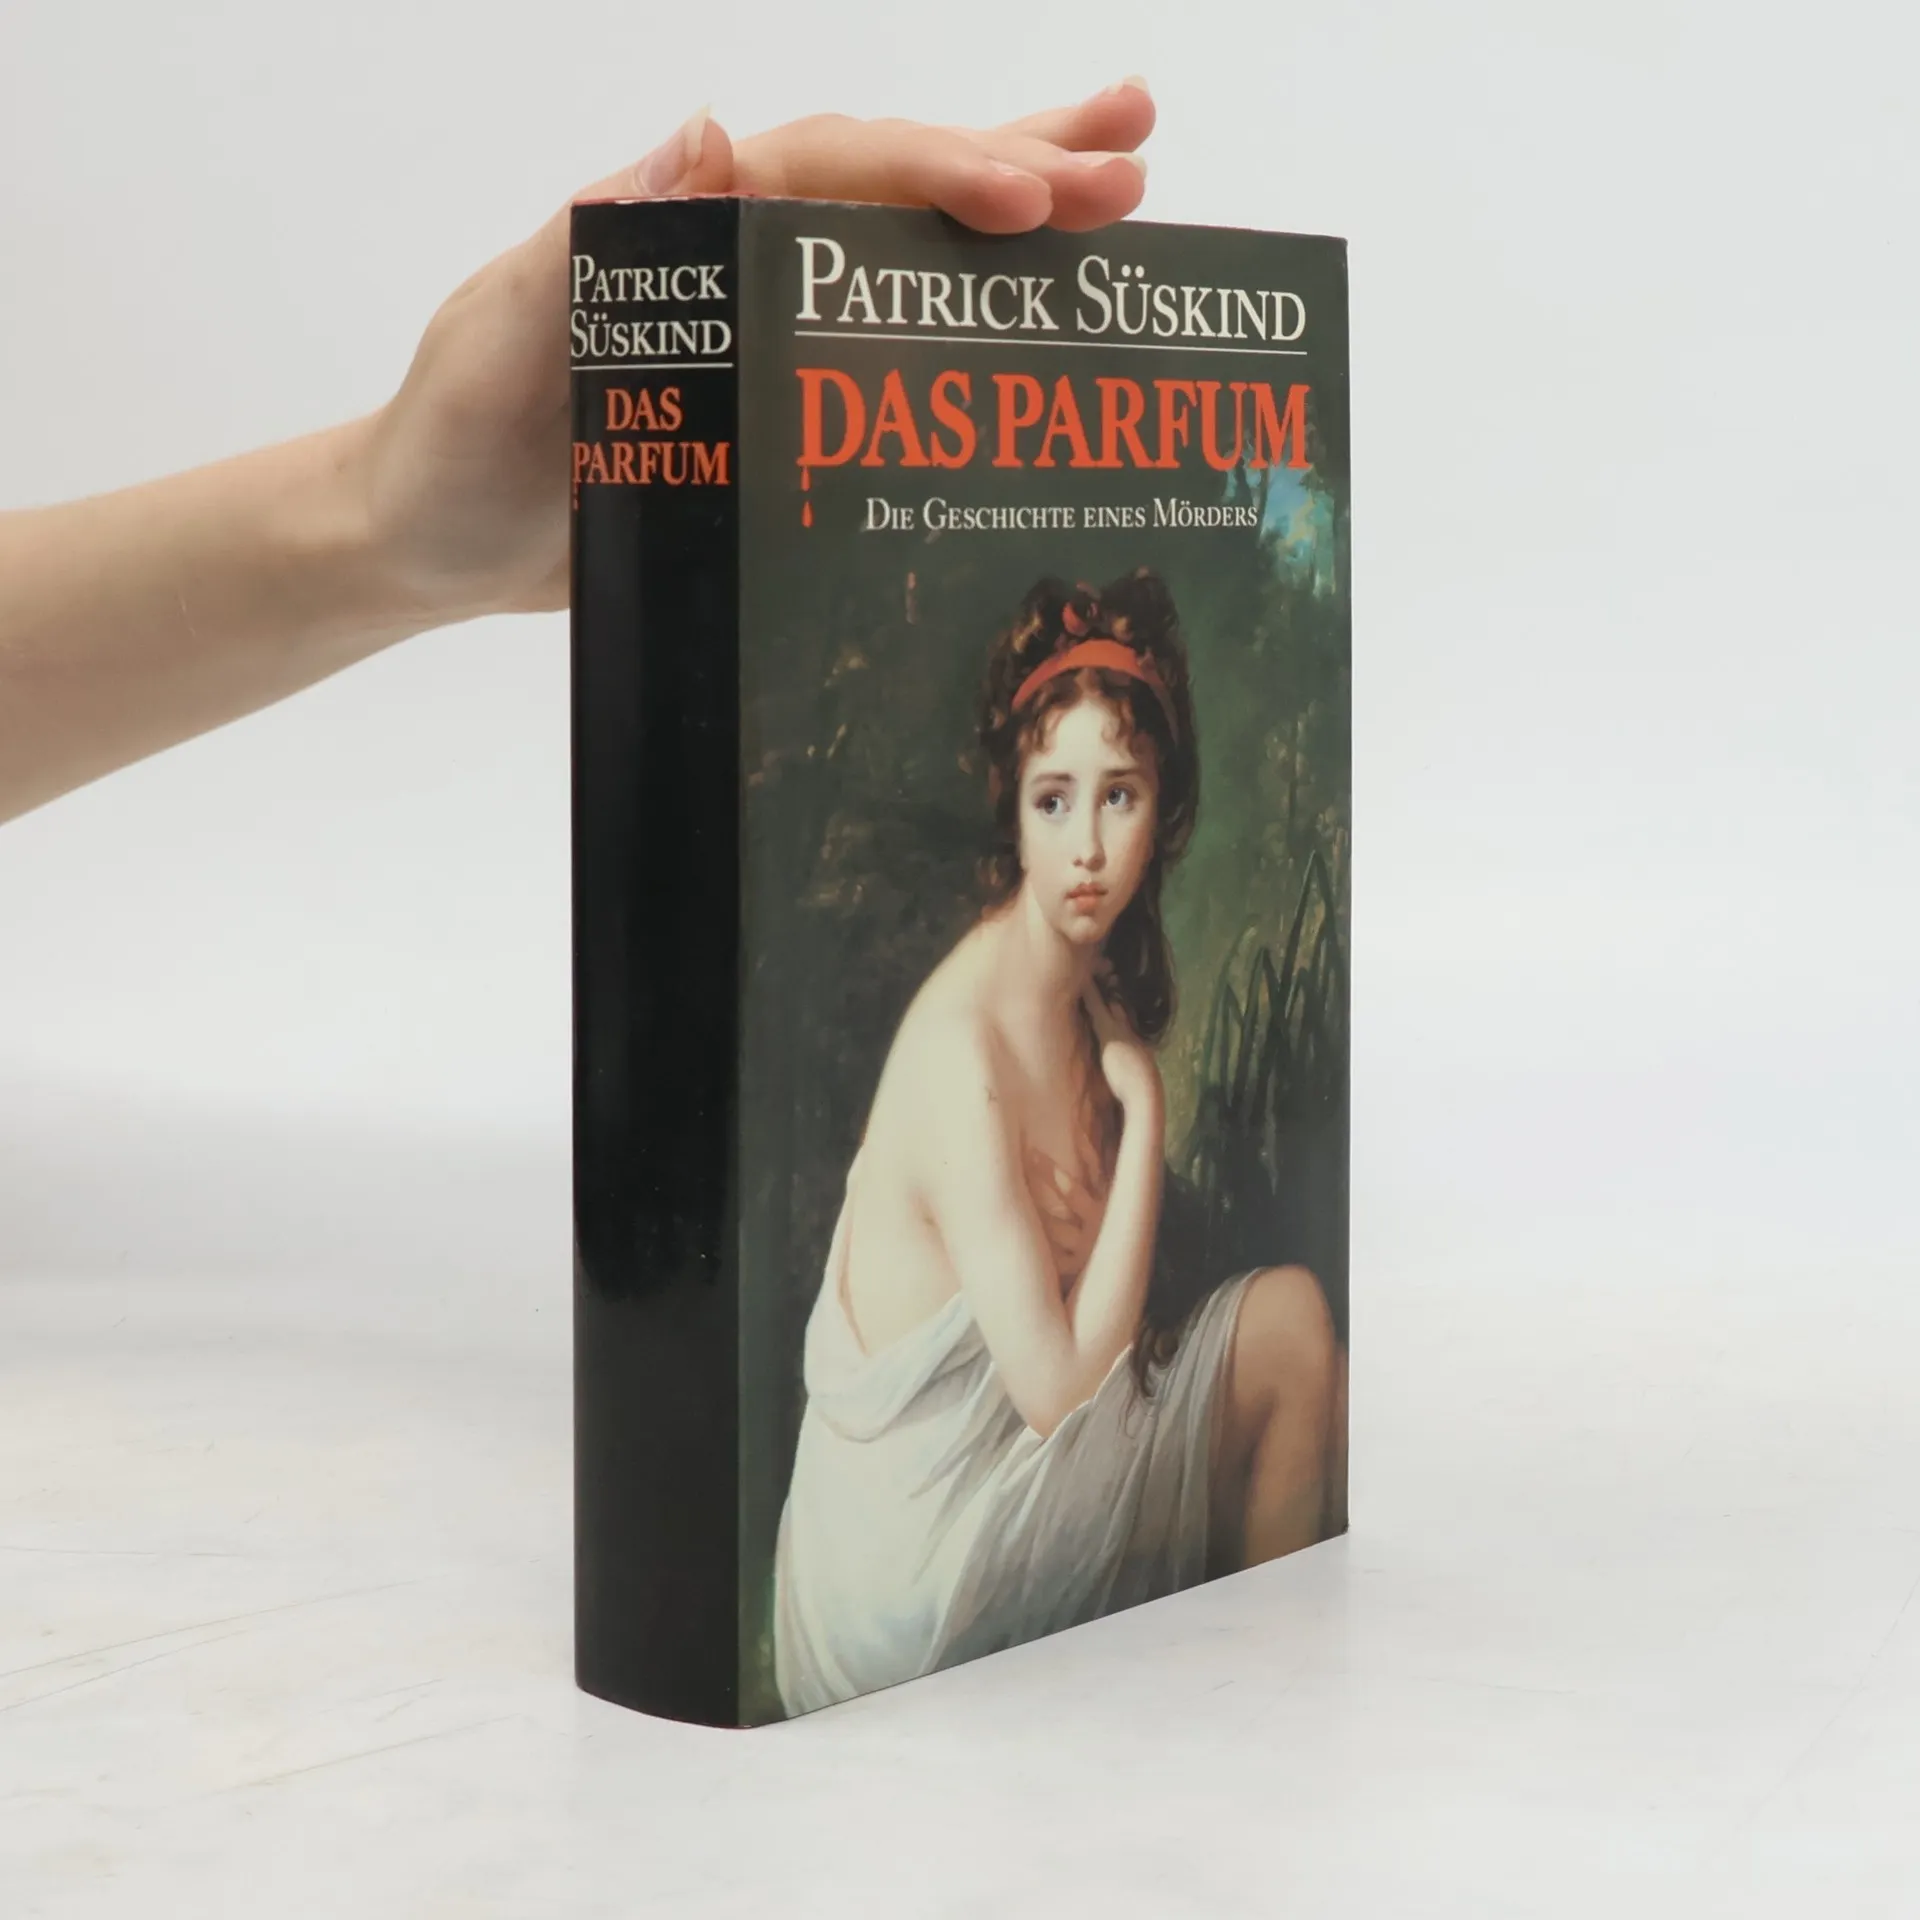 PATRICK
SÜSKIND
DAS
PARFUM
PATRICK SÜSKIND
DAS PARFUM
DIE GESCHICHTE EINES MÖRDERS